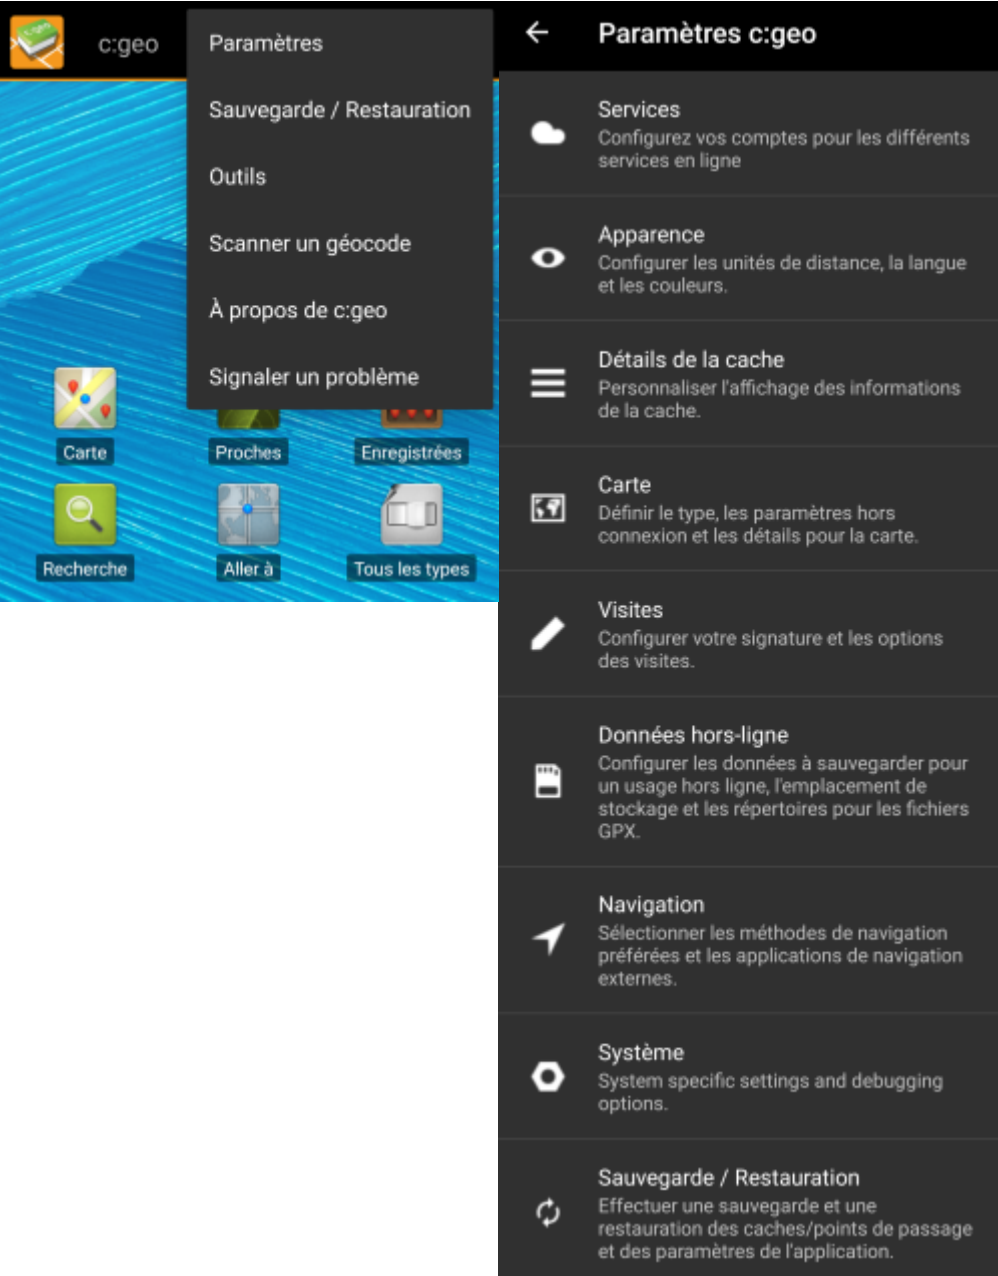 c:geo
Paramètres
Sauvegarde / Restauration
Outils
Scanner un géocode
À propos de c:geo
Signaler un problème
Carte
Proches
Enregistrées
Recherche
Aller à
Tous les types
Paramètres c:geo
Services
Configurez vos comptes pour les différents
services en ligne
Apparence
Configurer les unités de distance, la langue
et les couleurs.
Détails de la cache
Personnaliser l'affichage des informations
de la cache.
Carte
Définir le type, les paramètres hors
connexion et les détails pour la carte.
Visites
Configurer votre signature et les options
des visites.
Données hors-ligne
Configurer les données à sauvegarder pour
un usage hors ligne, l'emplacement de
stockage et les répertoires pour les fichiers
GPX.
Navigation
Sélectionner les méthodes de navigation
préférées et les applications de navigation
externes.
Système
System specific settings and debugging
options.
Sauvegarde / Restauration
Effectuer une sauvegarde et une
restauration des caches/points de passage
et des paramètres de l'application.